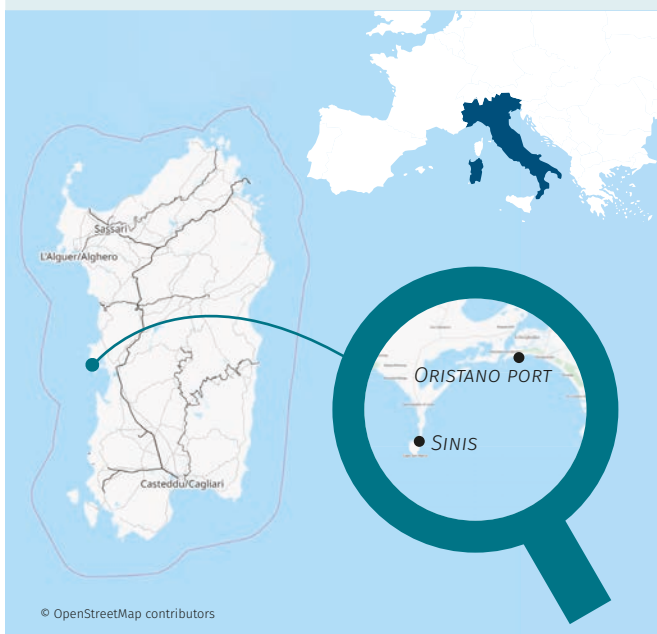 Sassari
L'Alguer/Alghero
ORISTANO PORT
SINIS
Casteddu/Cagliari
© OpenStreetMap contributors